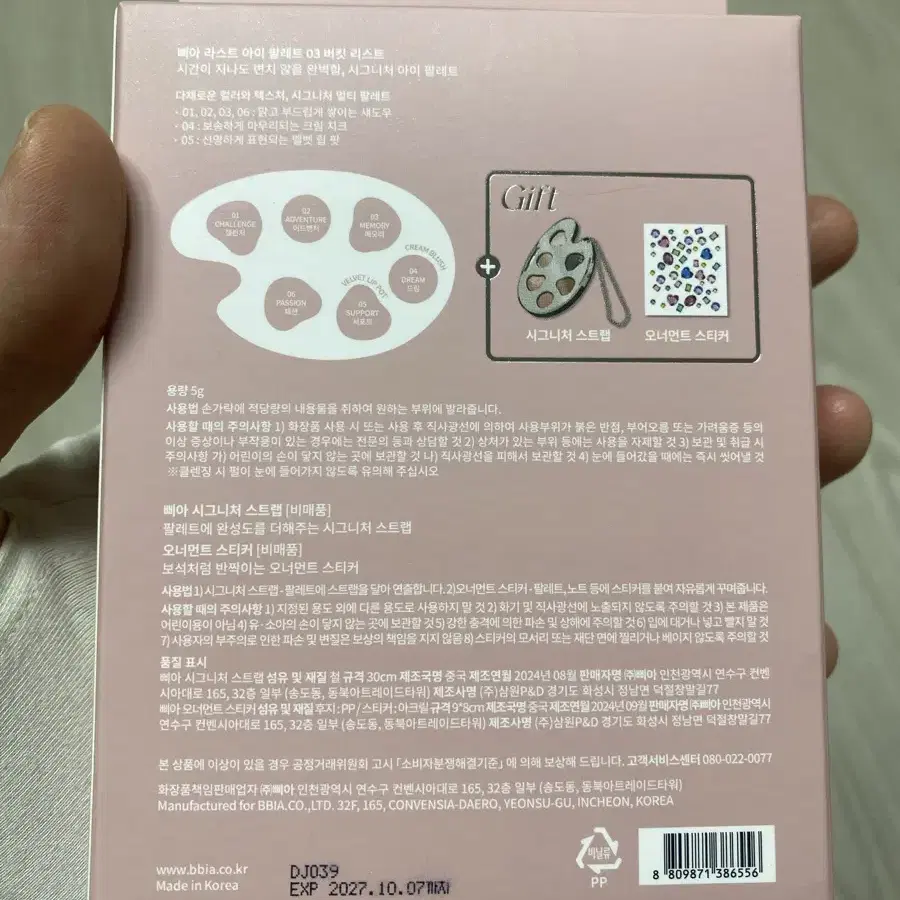 삐아 라스트 아이 팔레트 03 버킷 리스트
시간이 지나도 변치 않을 완벽함, 시그니처 아이 팔레트
다채로운 컬러와 텍스처, 시그니처 멀티 팔레트
· 01, 02, 03, 06 : 맑고 부드럽게 쌓이는 섀도우
· 04 : 보송하게 마무리되는 크림 치크
· 05 : 선명하게 표현되는 벨벳 립 팟
01
CHALLENGE
챌린지
02
ADVENTURE
어드벤처
03
MEMORY
메모리
CREAM BLUSH
04
DREAM
드림
VELVET LIP POT
05
SUPPORT
서포트
06
PASSION
패션
+
Gift
시그니처 스트랩
오너먼트 스티커
용량 5g
사용법 손가락에 적당량의 내용물을 취하여 원하는 부위에 발라줍니다.
사용할 때의 주의사항 1) 화장품 사용 시 또는 사용 후 직사광선에 의하여 사용부위가 붉은 반점, 부어오름 또는 가려움증 등의
이상 증상이나 부작용이 있는 경우에는 전문의 등과 상담할 것 2) 상처가 있는 부위 등에는 사용을 자제할 것 3) 보관 및 취급 시
주의사항 가) 어린이의 손이 닿지 않는 곳에 보관할 것 나) 직사광선을 피해서 보관할 것 4) 눈에 들어갔을 때에는 즉시 씻어낼 것
※클렌징 시 펄이 눈에 들어가지 않도록 유의해 주십시오
삐아 시그니처 스트랩 [비매품]
팔레트에 완성도를 더해주는 시그니처 스트랩
오너먼트 스티커 [비매품]
보석처럼 반짝이는 오너먼트 스티커
사용법 1) 시그니처 스트랩 - 팔레트에 스트랩을 달아 연출합니다. 2)오너먼트 스티커 - 팔레트, 노트 등에 스티커를 붙여 자유롭게 꾸며줍니다.
사용할 때의 주의사항 1) 지정된 용도 외에 다른 용도로 사용하지 말 것 2) 화기 및 직사광선에 노출되지 않도록 주의할 것 3) 본 제품은
어린이용이 아님 4) 유·소아의 손이 닿지 않는 곳에 보관할 것 5) 강한 충격에 의한 파손 및 상해에 주의할 것 6) 입에 대거나 넣고 빨지 말 것
7) 사용자의 부주의로 인한 파손 및 변질은 보상의 책임을 지지 않음 8) 스티커의 모서리 또는 재단 면에 찔리거나 베이지 않도록 주의할 것
품질 표시
삐아 시그니처 스트랩 섬유 및 재질 철 규격 30cm 제조국명 중국 제조연월 2024년 08월 판매자명 ㈜삐아 인천광역시 연수구 컨벤
시아대로 165, 32층 일부 (송도동, 동북아트레이드타워) 제조사명 (주)삼원P&D 경기도 화성시 정남면 덕절창말길77
삐아 오너먼트 스티커 섬유 및 재질 후지 : PP / 스티커 : 아크릴 규격 9*8cm 제조국명 중국 제조연월 2024년 09월 판매자명 ㈜삐아 인천광역시
연수구 컨벤시아대로 165, 32층 일부 (송도동, 동북아트레이드타워) 제조사명 (주)삼원P&D 경기도 화성시 정남면 덕절창말길77
본 상품에 이상이 있을 경우 공정거래위원회 고시 「소비자분쟁해결기준」에 의해 보상해 드립니다. 고객서비스센터 080-022-0077
화장품책임판매업자 ㈜삐아 인천광역시 연수구 컨벤시아대로 165, 32층 일부 (송도동, 동북아트레이드타워)
Manufactured for BBIA.CO.,LTD. 32F, 165, CONVENSIA-DAERO, YEONSU-GU, INCHEON, KOREA
www.bbia.co.kr
Made in Korea
DJ039
EXP 2027.10.07까지
비닐류
PP
8 809871 386556